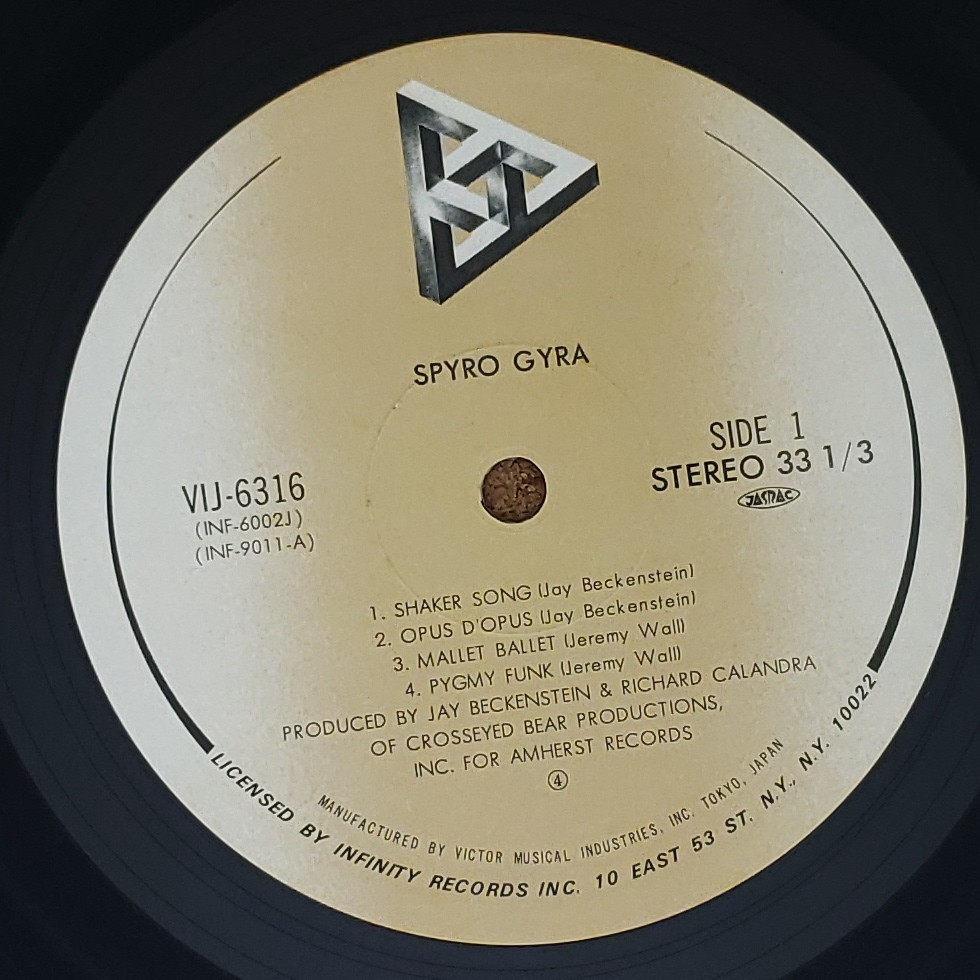 SPYRO GYRA
VIJ-6316
(INF-6002J)
(INF-9011-A)
SIDE 1
STEREO 33 1/3
JASRAC
1. SHAKER SONG (Jay Beckenstein)
2. OPUS D'OPUS (Jay Beckenstein)
3. MALLET BALLET (Jeremy Wall)
4. PYGMY FUNK (Jeremy Wall)
PRODUCED BY JAY BECKENSTEIN & RICHARD CALANDRA
OF CROSSEYED BEAR PRODUCTIONS,
INC. FOR AMHERST RECORDS
④
MANUFACTURED BY VICTOR MUSICAL INDUSTRIES, INC. TOKYO, JAPAN
LICENSED BY INFINITY RECORDS INC. 10 EAST 53 ST. N.Y., N.Y. 10022